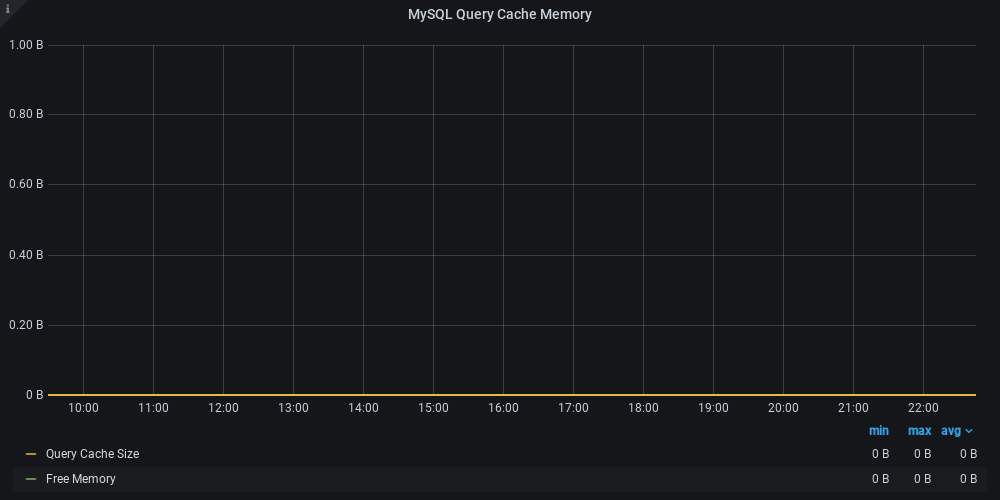 i
MySQL Query Cache Memory
1.00 B
0.80 B
0.60 B
0.40 B
0.20 B
0 B
10:00 11:00 12:00 13:00 14:00 15:00 16:00 17:00 18:00 19:00 20:00 21:00 22:00
min max avg
Query Cache Size 0 B 0 B 0 B
Free Memory 0 B 0 B 0 B